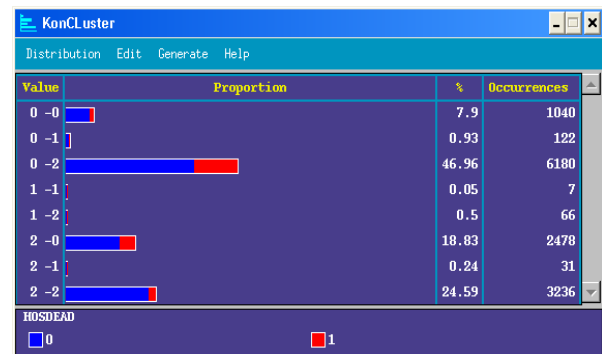 KonCLuster
Distribution Edit Generate Help
Value Proportion % Occurrences
0 -0 7.9 1040
0 -1 0.93 122
0 -2 46.96 6180
1 -1 0.05 7
1 -2 0.5 66
2 -0 18.83 2478
2 -1 0.24 31
2 -2 24.59 3236
HOSDEAD
0 1